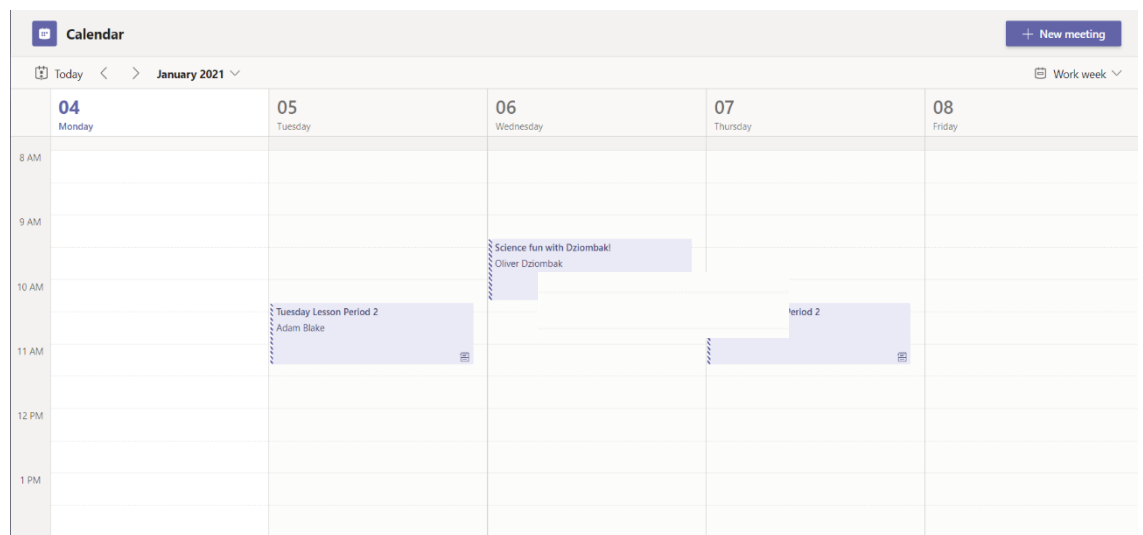 Calendar
New meeting
Today
January 2021
Work week
04
Monday
05
Tuesday
06
Wednesday
07
Thursday
08
Friday
8 AM
9 AM
10 AM
11 AM
12 PM
1 PM
Tuesday Lesson Period 2
Adam Blake
Science fun with Dziombak!
Oliver Dziombak
Period 2